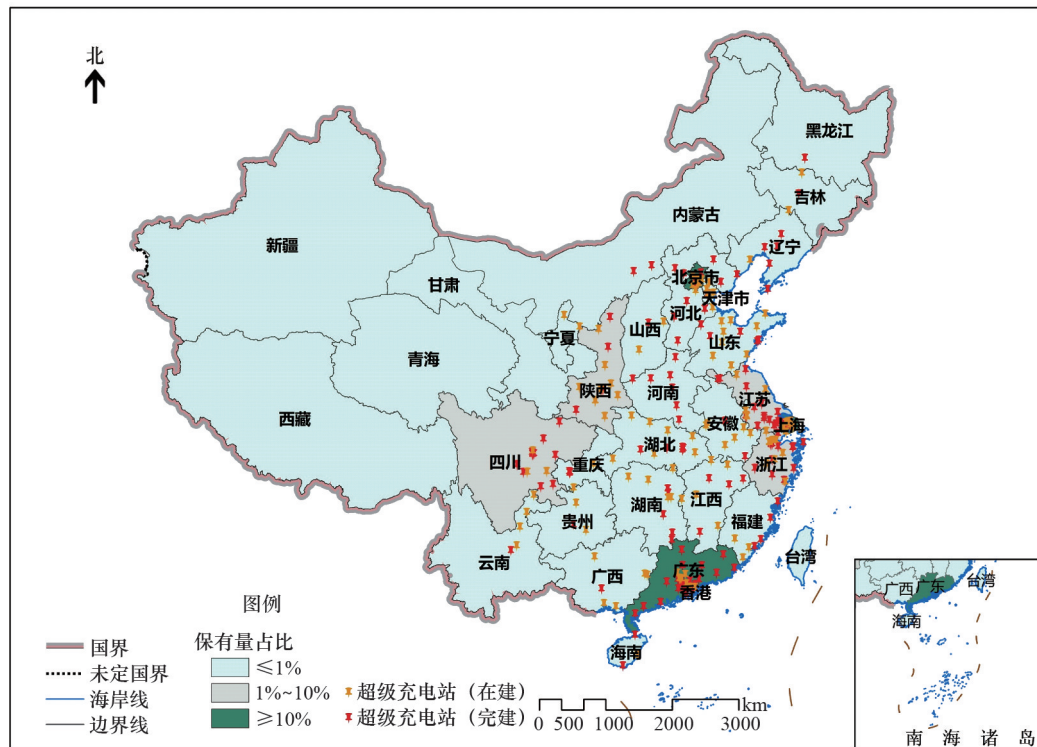 北
黑龙江
吉林
辽宁
内蒙古
新疆
甘肃
北京市
天津市
河北
山西
宁夏
山东
青海
陕西
河南
江苏
西藏
安徽
上海
湖北
四川
重庆
浙江
湖南
江西
贵州
福建
云南
台湾
广西
广东
香港
海南
图例
保有量占比
国界
≤1%
未定国界
1%~10%
超级充电站（在建）
海岸线
≥10%
超级充电站（完建）
边界线
0 500 1000 2000 3000 km
广西
广东
台湾
海南
南海诸岛